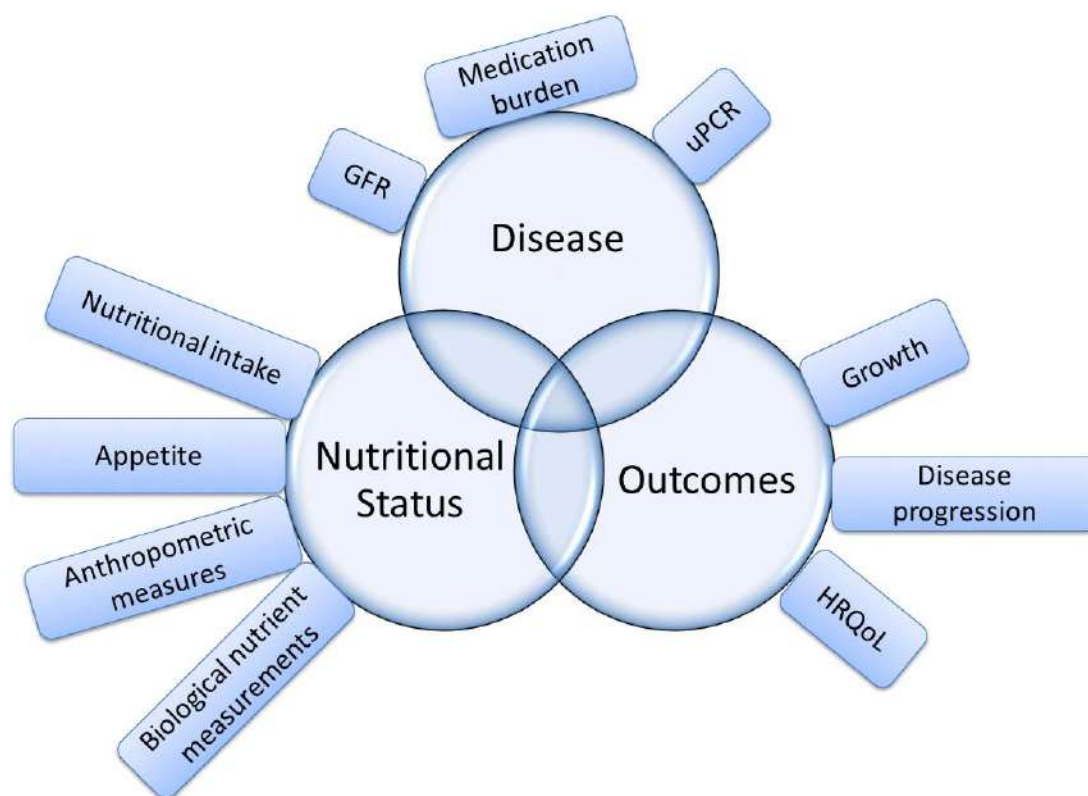 Medication
burden
uPCR
GFR
Disease
Nutritional intake
Growth
Appetite
Nutritional
Status
Outcomes
Disease
progression
Anthropometric
measures
HRQoL
Biological nutrient
measurements